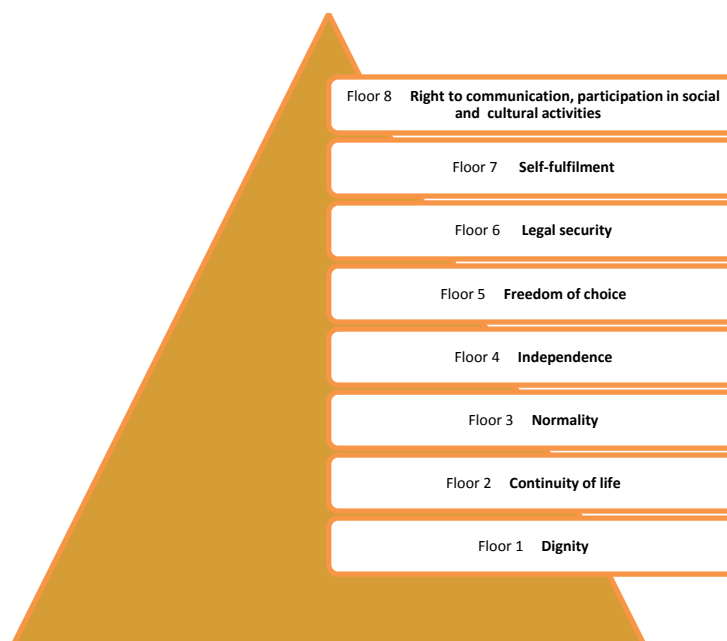 Floor 8 Right to communication, participation in social
and cultural activities
Floor 7 Self-fulfilment
Floor 6 Legal security
Floor 5 Freedom of choice
Floor 4 Independence
Floor 3 Normality
Floor 2 Continuity of life
Floor 1 Dignity